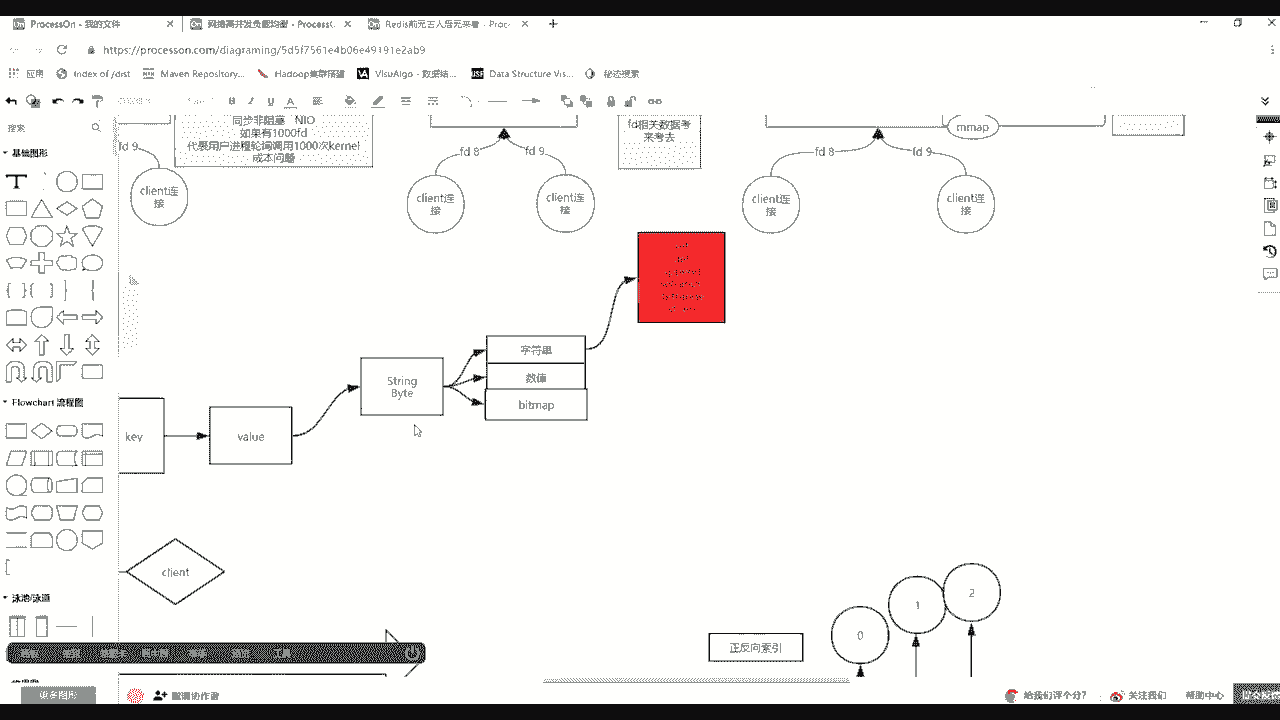 ProcessOn - 我的文件
网络高并发负载均衡 - ProcessO
Redis前无古人后无来者 - Proc
https://processon.com/diagraming/5d5f7561e4b06e49191e2ab9
应用
Index of /dist
Maven Repository...
Hadoop集群搭建
VisuAlgo - 数据结...
Data Structure Vis...
秘迹搜索
搜索
基础图形
Flowchart 流程图
泳池/泳道
更多图形
同步非阻塞 NIO
如果有1000fd
代表用户进程轮询调用1000次kernel
成本问题
fd相关数据考
来考去
mmap
fd 9
fd 8
fd 9
fd 8
fd 9
client连
接
client连
接
client连
接
client连
接
client连
接
字符串
String
Byte
数值
bitmap
key
value
client
0
1
2
正反向索引
邀请协作者
给我们评个分?
关注我们
帮助中心